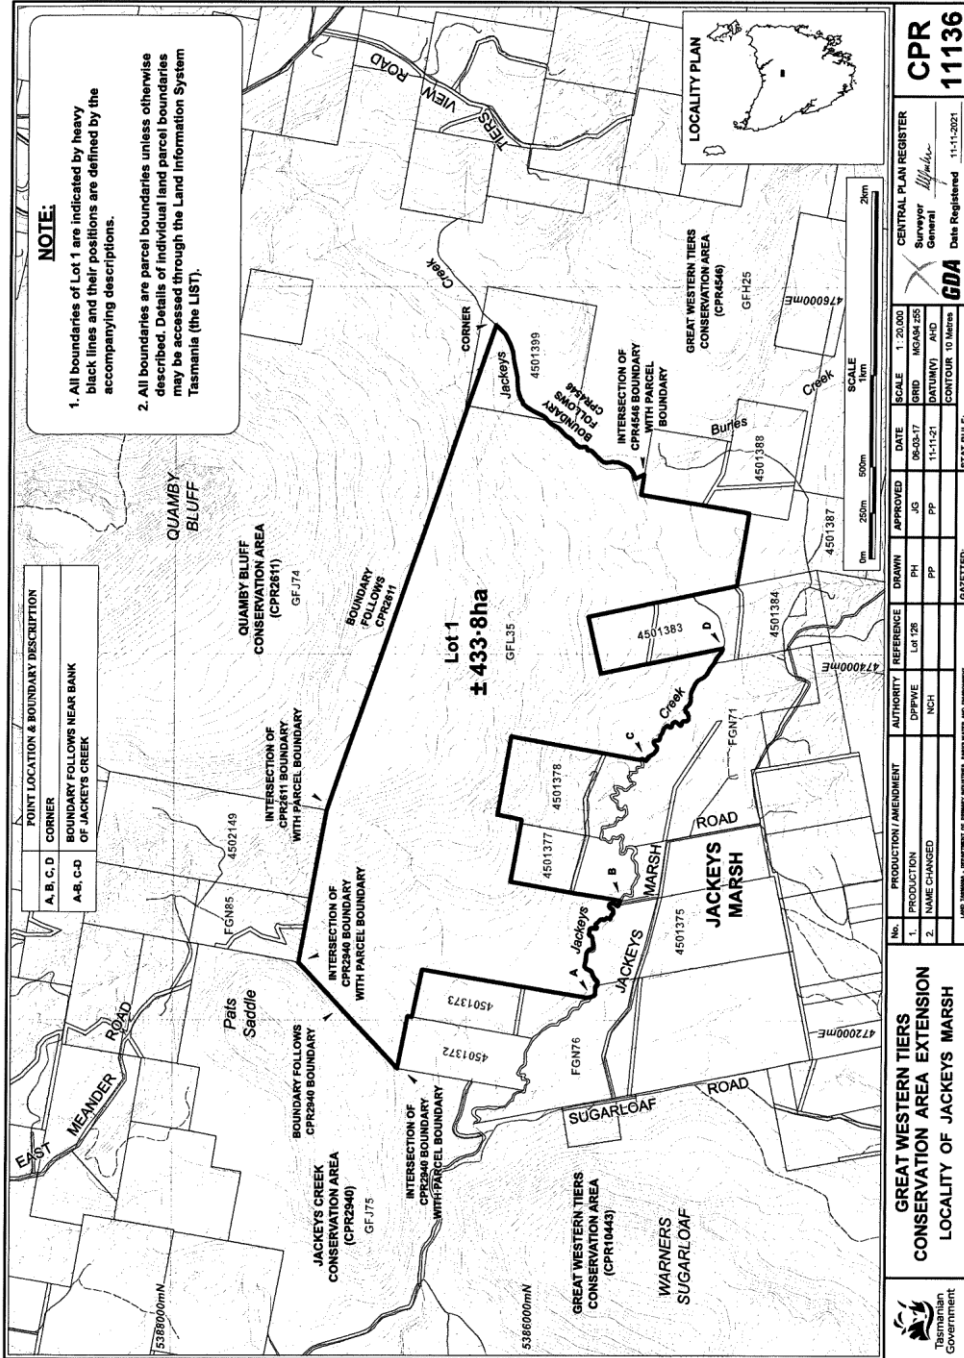 NOTE:
1. All boundaries of Lot 1 are indicated by heavy
black lines and their positions are defined by the
accompanying descriptions.
2. All boundaries are parcel boundaries unless otherwise
described. Details of individual land parcel boundaries
may be accessed through the Land Information System
Tasmania (the LIST).
POINT LOCATION & BOUNDARY DESCRIPTION
A, B, C, D CORNER
A-B, C-D BOUNDARY FOLLOWS NEAR BANK
OF JACKEYS CREEK
5388000mN
EAST
MEANDER
ROAD
Pats
Saddle
FGN85
4502149
QUAMBY
BLUFF
QUAMBY BLUFF
CONSERVATION AREA
(CPR2611)
GFJ74
TIERS
VIEW
ROAD
LOCALITY PLAN
JACKEYS CREEK
CONSERVATION AREA
(CPR2940)
GFJ75
BOUNDARY FOLLOWS
CPR2940 BOUNDARY
INTERSECTION OF
CPR2940 BOUNDARY
WITH PARCEL BOUNDARY
INTERSECTION OF
CPR2611 BOUNDARY
WITH PARCEL BOUNDARY
BOUNDARY
FOLLOWS
CPR2611
CORNER
Creek
Jackeys
4501399
BOUNDARY
FOLLOWS
CPR4546
INTERSECTION OF
CPR4546 BOUNDARY
WITH PARCEL
BOUNDARY
GREAT WESTERN TIERS
CONSERVATION AREA
(CPR4546)
GFH25
476000mE
Lot 1
± 433·8ha
GFL35
INTERSECTION OF
CPR2940 BOUNDARY
WITH PARCEL BOUNDARY
5386000mN
4501372
4501373
A
Jackeys
B
4501377
4501378
C
Creek
4501383
D
4501384
4501387
4501388
Burles
Creek
FGN76
JACKEYS
MARSH
ROAD
4501375
JACKEYS
MARSH
FGN71
474000mE
472000mE
SUGARLOAF
ROAD
GREAT WESTERN TIERS
CONSERVATION AREA
(CPR10443)
WARNERS
SUGARLOAF
SCALE
0m 250m 500m 1km 2km
Tasmanian
Government
GREAT WESTERN TIERS
CONSERVATION AREA EXTENSION
LOCALITY OF JACKEYS MARSH
No. PRODUCTION / AMENDMENT AUTHORITY REFERENCE DRAWN APPROVED DATE
1. PRODUCTION DPIPWE Lot 126 PH JG 06-03-17
2. NAME CHANGED NCH PP PP 11-11-21
SCALE 1 : 20,000
GRID MGA94 z55
DATUM(V) AHD
CONTOUR 10 Metres
GDA
CENTRAL PLAN REGISTER
Surveyor
General
Date Registered 11-11-2021
CPR
11136